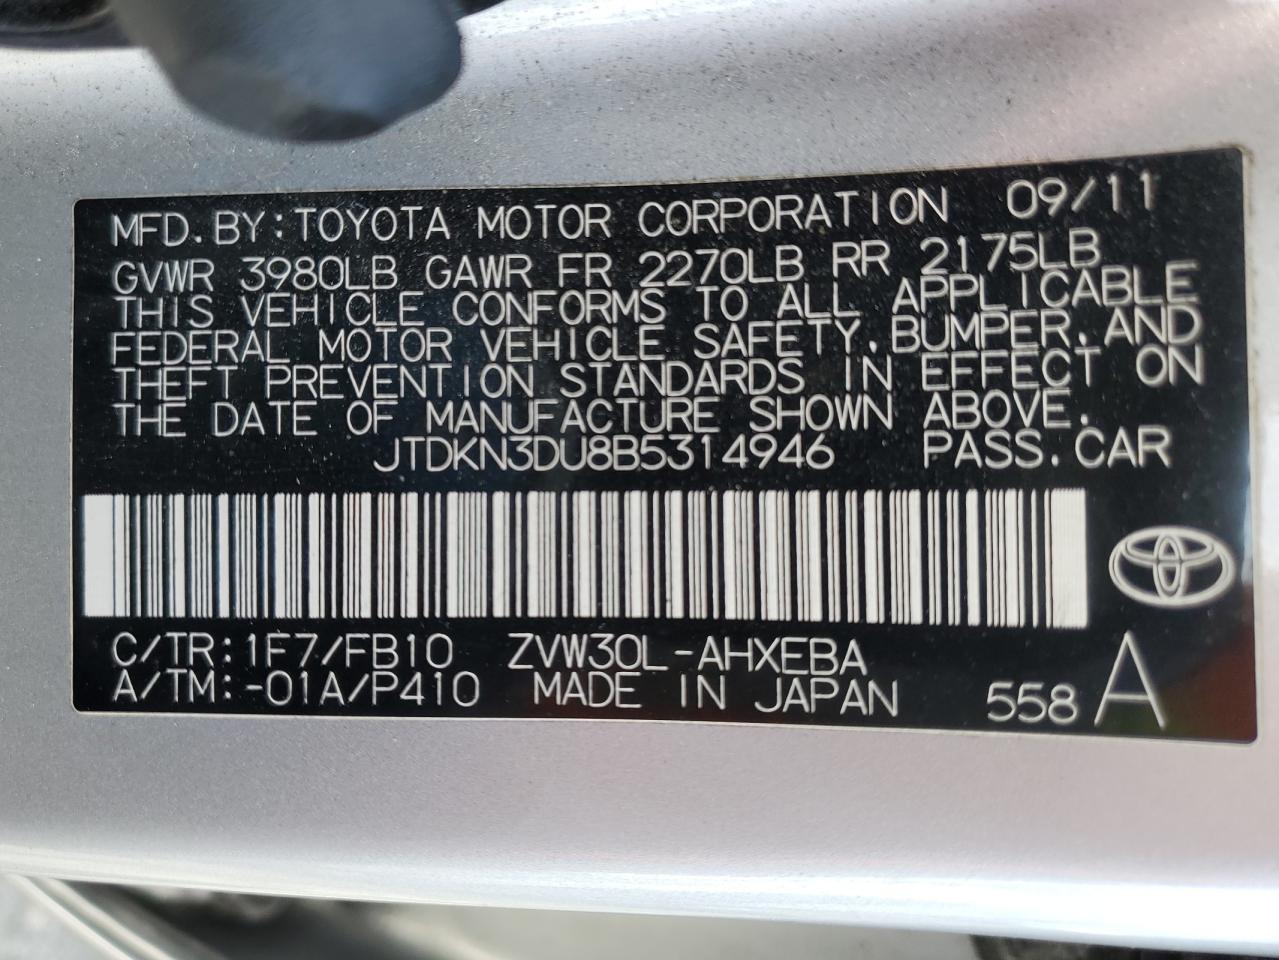 MFD.BY:TOYOTA MOTOR CORPORATION 09/11
GVWR 3980LB GAWR FR 2270LB RR 2175LB
THIS VEHICLE CONFORMS TO ALL APPLICABLE
FEDERAL MOTOR VEHICLE SAFETY,BUMPER,AND
THEFT PREVENTION STANDARDS IN EFFECT ON
THE DATE OF MANUFACTURE SHOWN ABOVE.
JTDKN3DU8B5314946 PASS.CAR
C/TR:1F7/FB10 ZVW30L-AHXEBA
A/TM:-01A/P410 MADE IN JAPAN 558 A